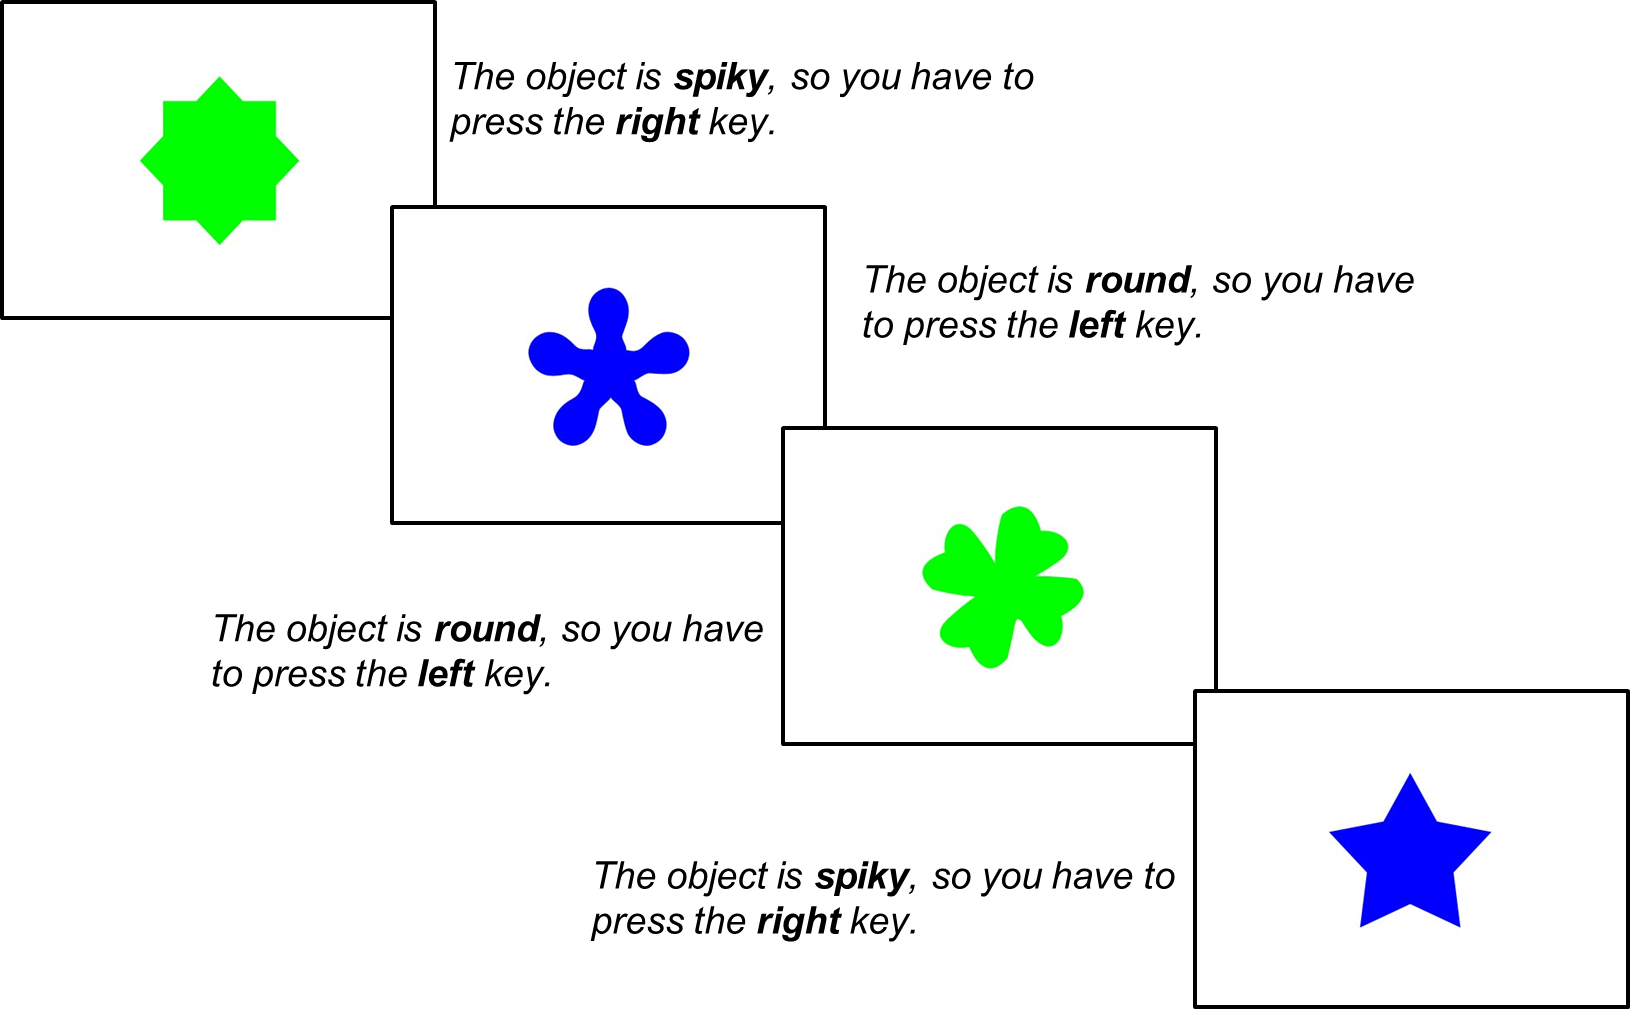 The object is spiky, so you have to
press the right key.
The object is round, so you have
to press the left key.
The object is round, so you have
to press the left key.
The object is spiky, so you have to
press the right key.